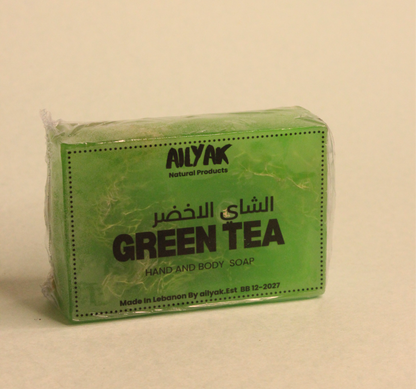 AILYAK
Natural Products
الشاي الاخضر
GREEN TEA
HAND AND BODY SOAP
Made In Lebanon By ailyak.Est BB 12-2027